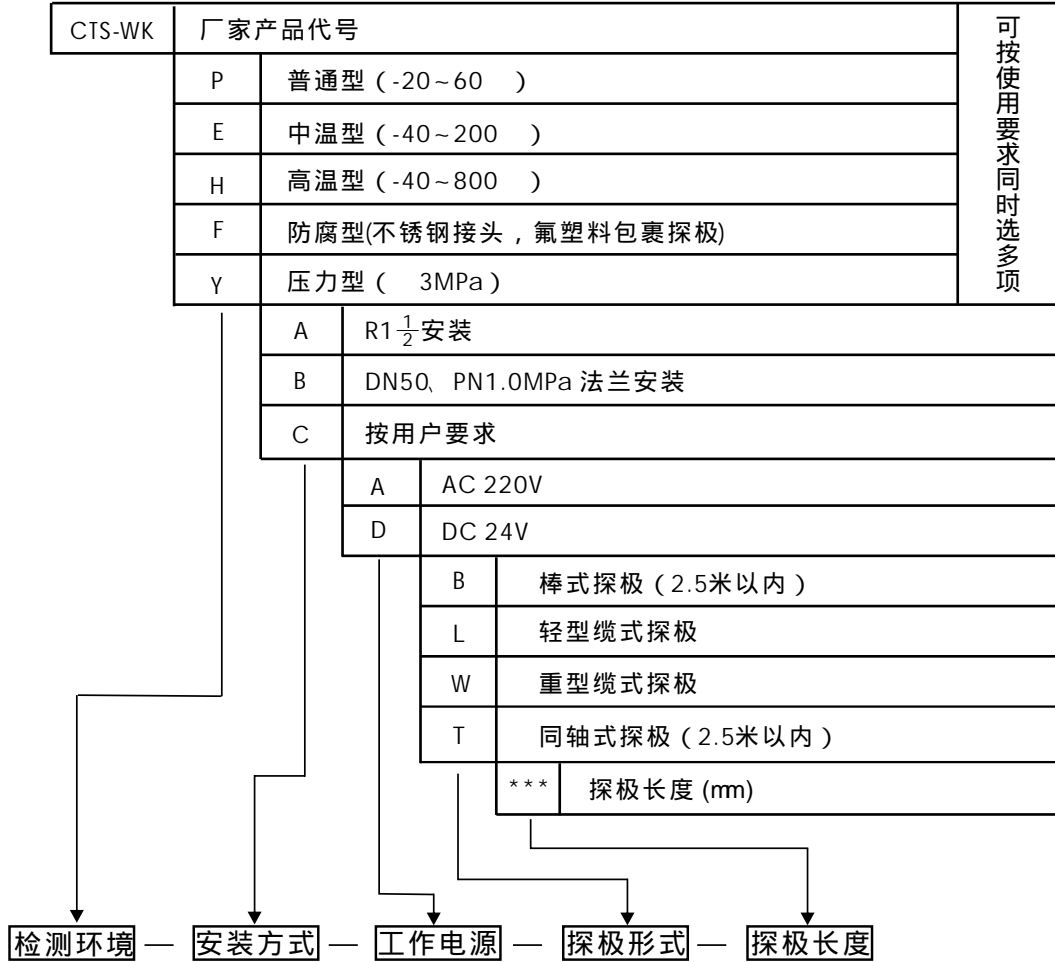 CTS-WK 厂家产品代号
可按使用要求同时选多项
P 普通型（-20~60 ）
E 中温型（-40~200 ）
H 高温型（-40~800 ）
F 防腐型(不锈钢接头，氟塑料包裹探极)
Y 压力型（ 3MPa）
A R1 1/2 安装
B DN50、PN1.0MPa 法兰安装
C 按用户要求
A AC 220V
D DC 24V
B 棒式探极（2.5米以内）
L 轻型缆式探极
W 重型缆式探极
T 同轴式探极（2.5米以内）
*** 探极长度 (mm)
检测环境 — 安装方式 — 工作电源 — 探极形式 — 探极长度